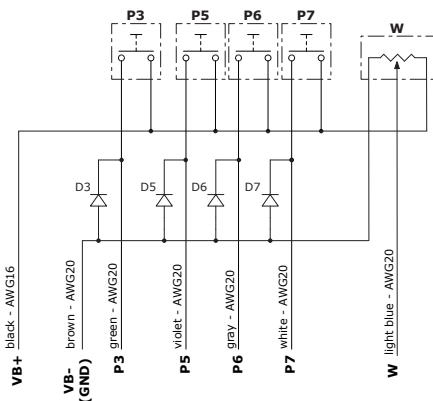 P3
P5
P6
P7
W
D3
D5
D6
D7
black - AWG16
brown - AWG20
green - AWG20
violet - AWG20
gray - AWG20
white - AWG20
light blue - AWG20
VB+
VB-
(GND)
P3
P5
P6
P7
W